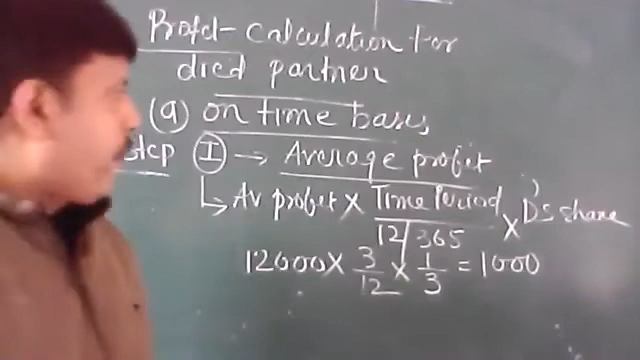 Profit-calculation for
died partner
(a) on time bases
Step I → Average profit
↳ Av profit × Time Period / 12/365 × D's share
12000 × 3/12 × 1/3 = 1000